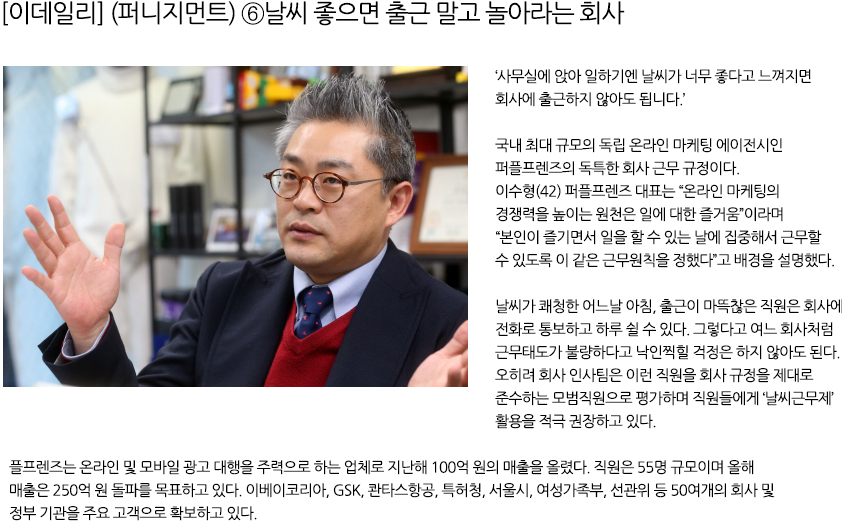 [이데일리] (퍼니지먼트) ⑥날씨 좋으면 출근 말고 놀아라는 회사
‘사무실에 앉아 일하기엔 날씨가 너무 좋다고 느껴지면
회사에 출근하지 않아도 됩니다.’
국내 최대 규모의 독립 온라인 마케팅 에이전시인
퍼플프렌즈의 독특한 회사 근무 규정이다.
이수형(42) 퍼플프렌즈 대표는 “온라인 마케팅의
경쟁력을 높이는 원천은 일에 대한 즐거움”이라며
“본인이 즐기면서 일을 할 수 있는 날에 집중해서 근무할
수 있도록 이 같은 근무원칙을 정했다”고 배경을 설명했다.
날씨가 쾌청한 어느날 아침, 출근이 마뜩찮은 직원은 회사에
전화로 통보하고 하루 쉴 수 있다. 그렇다고 여느 회사처럼
근무태도가 불량하다고 낙인찍힐 걱정은 하지 않아도 된다.
오히려 회사 인사팀은 이런 직원을 회사 규정을 제대로
준수하는 모범직원으로 평가하며 직원들에게 ‘날씨근무제’
활용을 적극 권장하고 있다.
플프렌즈는 온라인 및 모바일 광고 대행을 주력으로 하는 업체로 지난해 100억 원의 매출을 올렸다. 직원은 55명 규모이며 올해
매출은 250억 원 돌파를 목표하고 있다. 이베이코리아, GSK, 콴타스항공, 특허청, 서울시, 여성가족부, 선관위 등 50여개의 회사 및
정부 기관을 주요 고객으로 확보하고 있다.